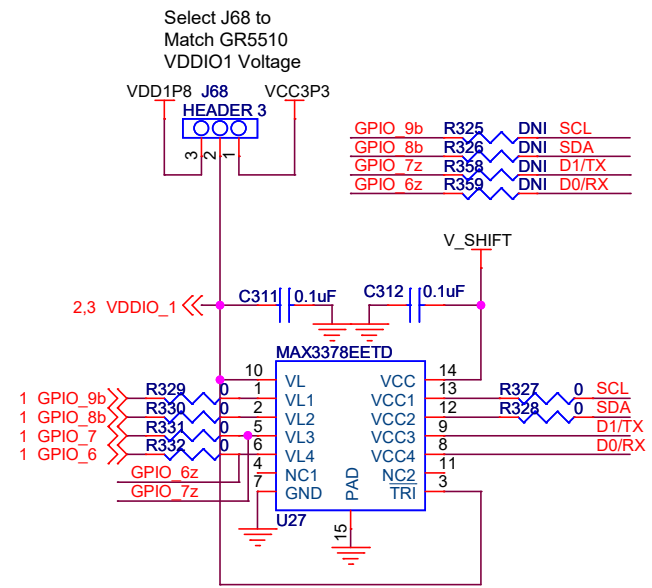 Select J68 to
Match GR5510
VDDIO1 Voltage
VDD1P8 J68 VCC3P3
HEADER 3
3 2 1
GPIO_9b R325 DNI SCL
GPIO_8b R326 DNI SDA
GPIO_7z R358 DNI D1/TX
GPIO_6z R359 DNI D0/RX
V_SHIFT
C311 0.1uF C312 0.1uF
2,3 VDDIO_1
MAX3378EETD
10 VL VCC 14
1 GPIO_9b R329 0 1 VL1 VCC1 13 R327 0 SCL
1 GPIO_8b R330 0 2 VL2 VCC2 12 R328 0 SDA
1 GPIO_7 R331 0 5 VL3 VCC3 9 D1/TX
1 GPIO_6 R332 0 6 VL4 VCC4 8 D0/RX
GPIO_6z 4 NC1 NC2 11
GPIO_7z 7 GND PAD TRI 3
U27
15